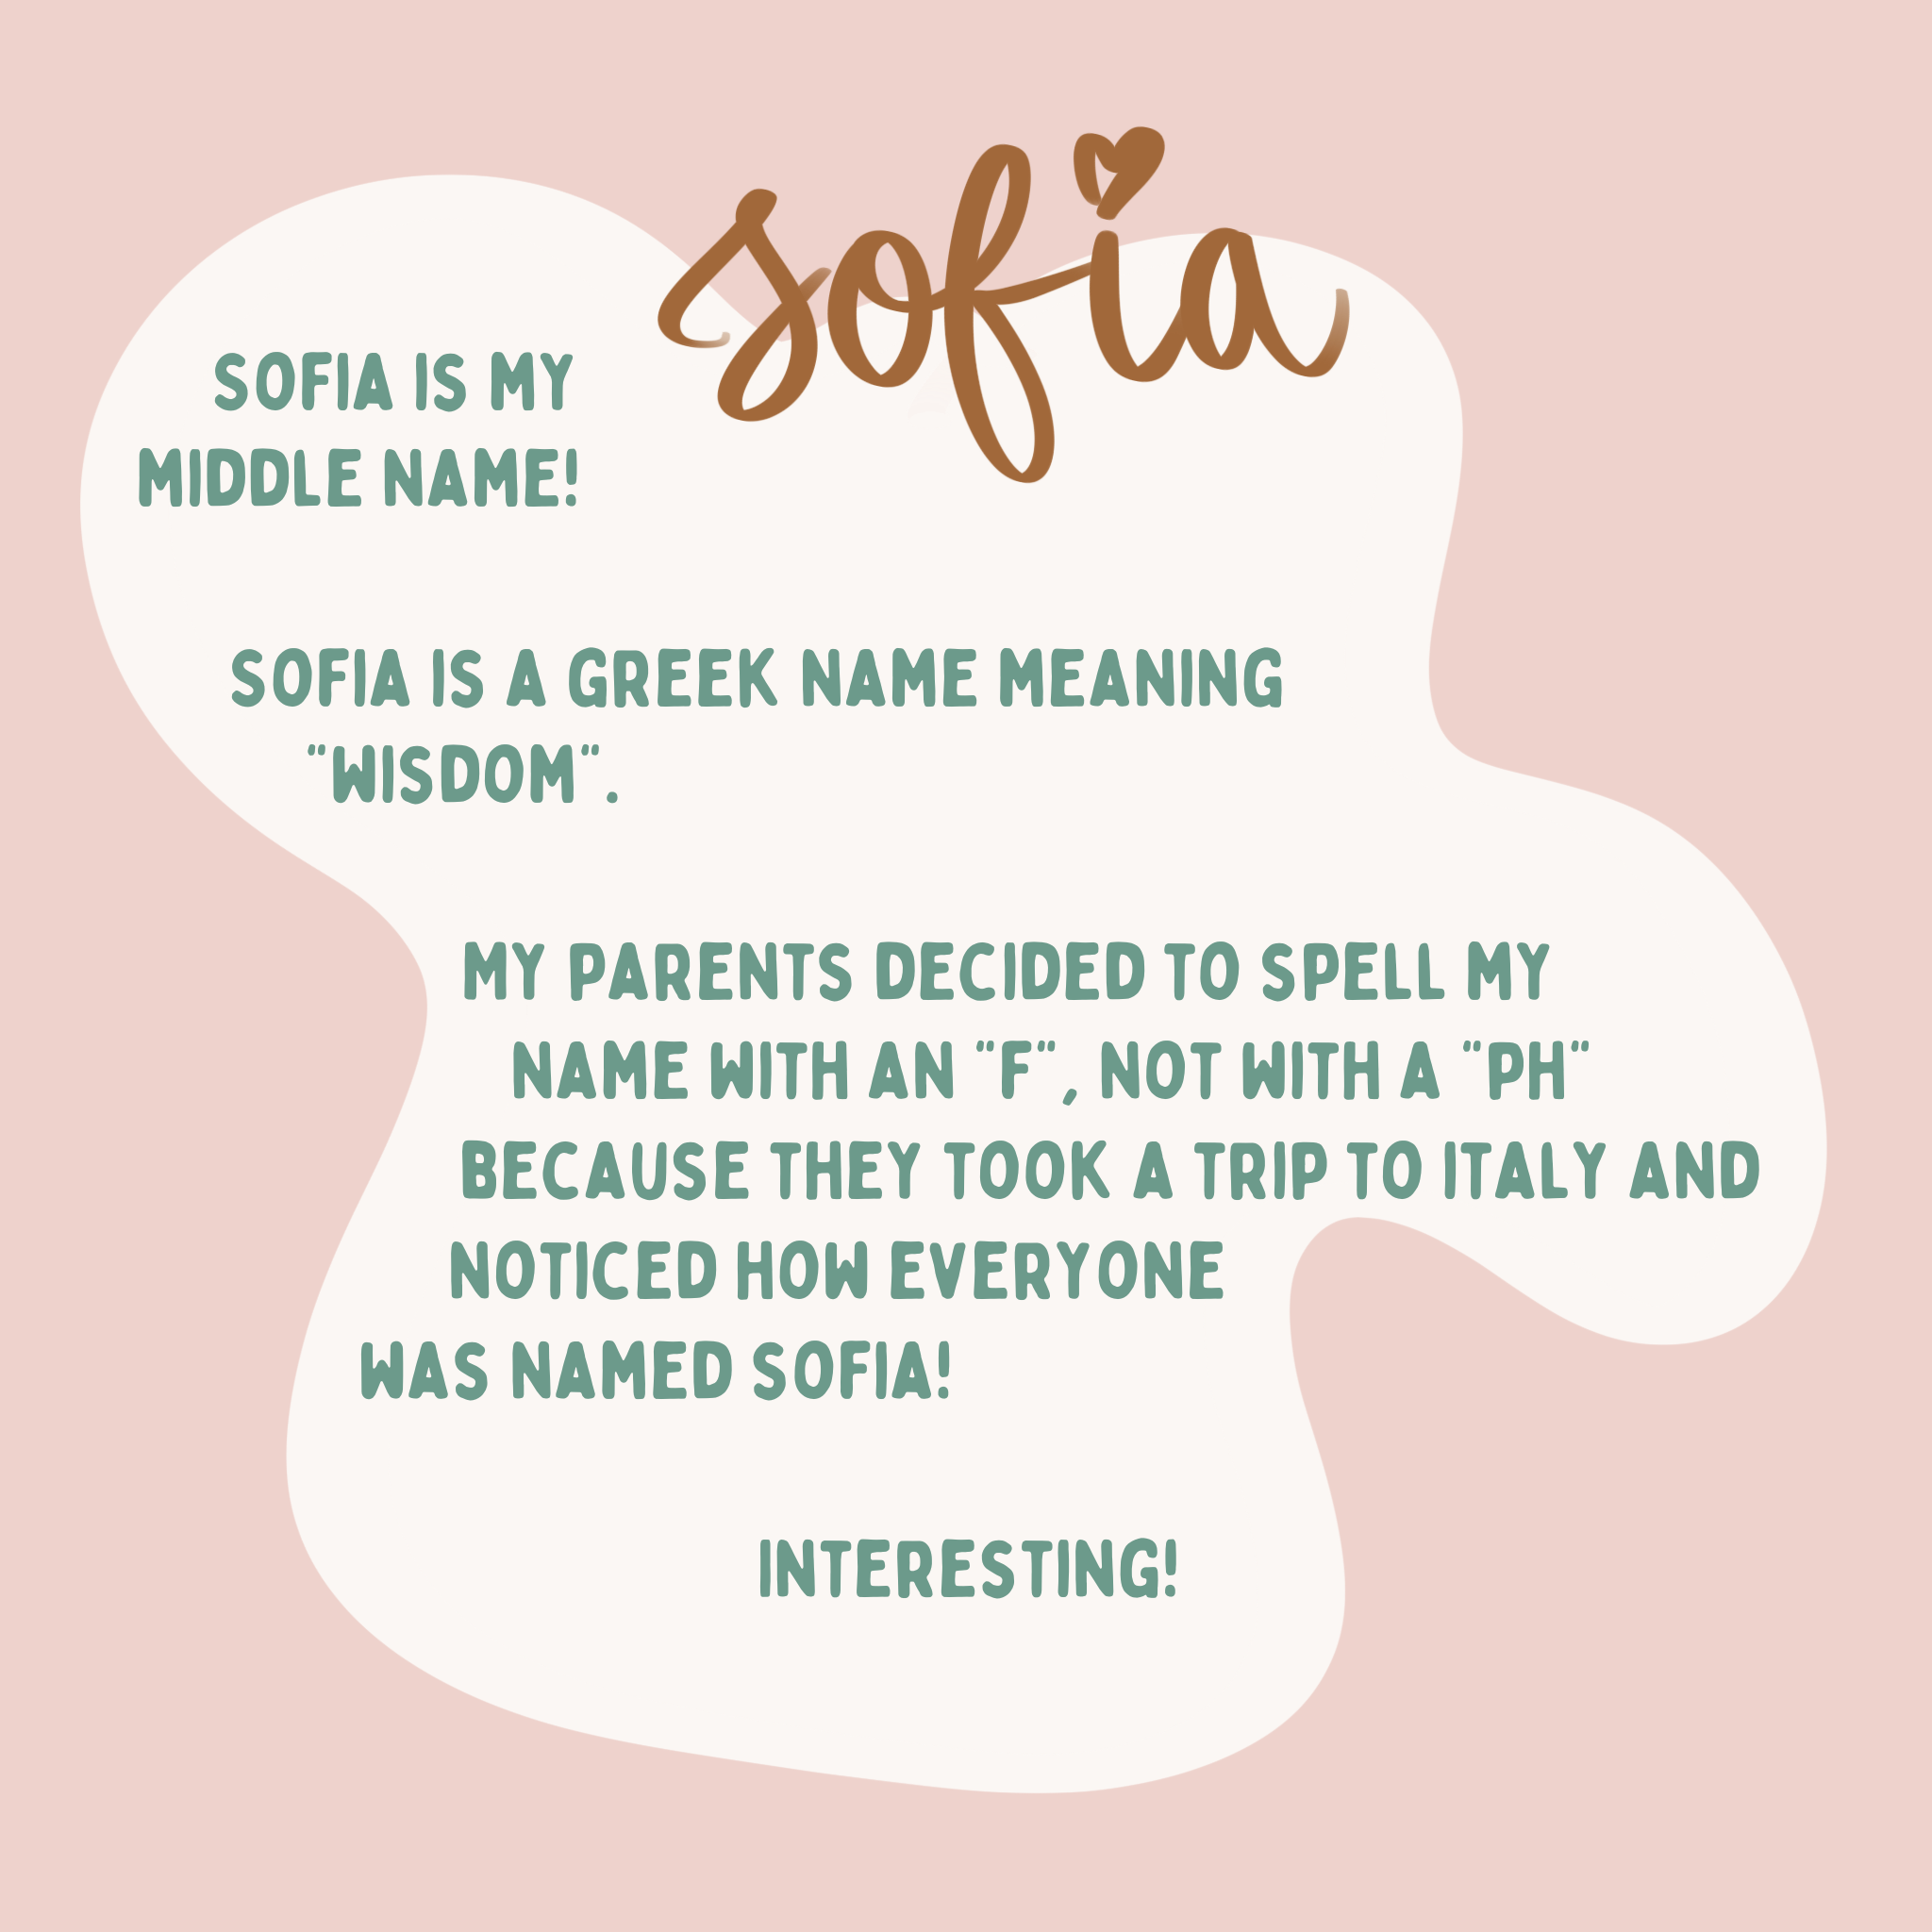 sofia
SOFIA IS MY
MIDDLE NAME!
SOFIA IS A GREEK NAME MEANING
"WISDOM".
MY PARENTS DECIDED TO SPELL MY
NAME WITH AN "F", NOT WITH A "PH"
BECAUSE THEY TOOK A TRIP TO ITALY AND
NOTICED HOW EVERYONE
WAS NAMED SOFIA!
INTERESTING!